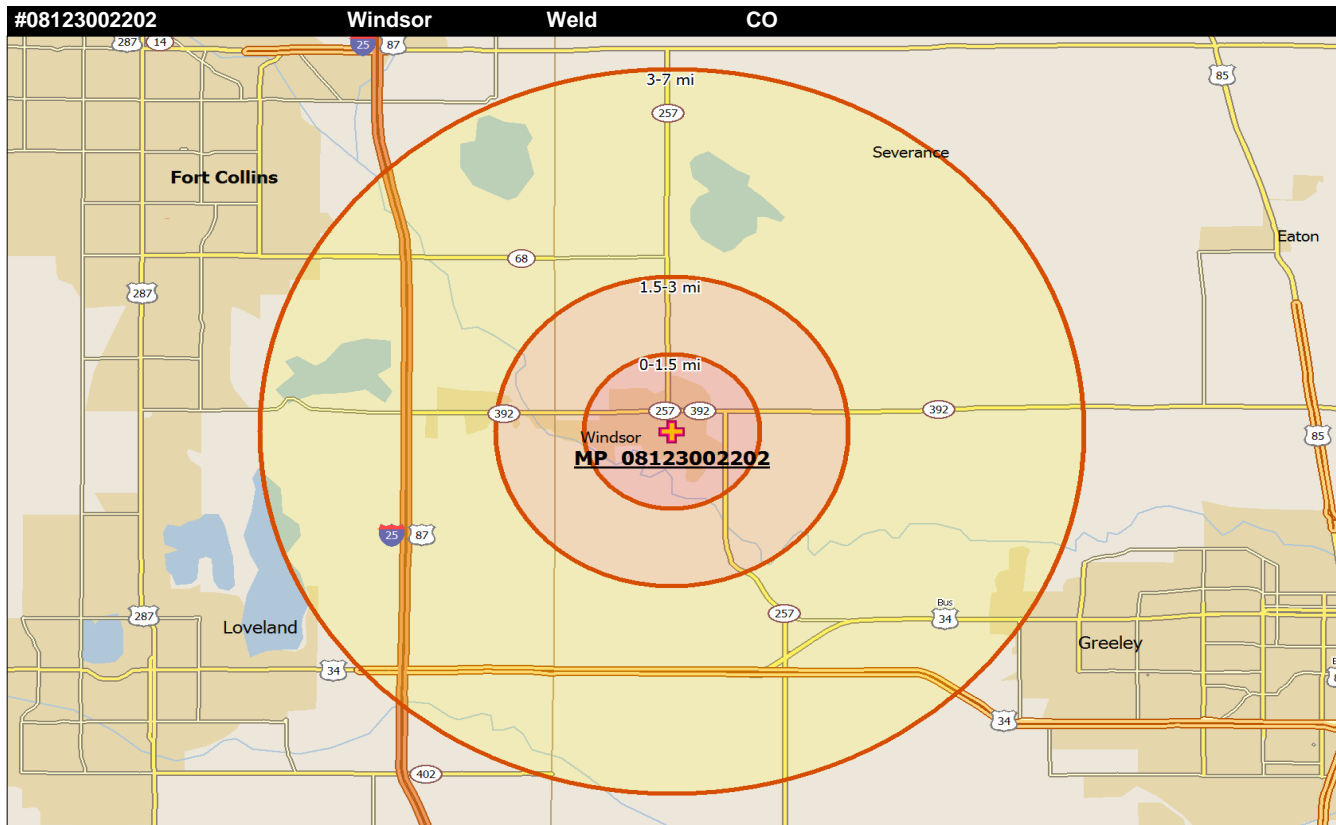 #08123002202 Windsor Weld CO
287 14 25 87
3-7 mi
85
257
Severance
Fort Collins
Eaton
68
287
1.5-3 mi
0-1.5 mi
392 257 392 392
Windsor
85
MP 08123002202
25 87
287
257
Bus
34
Loveland
Greeley
34
34
402